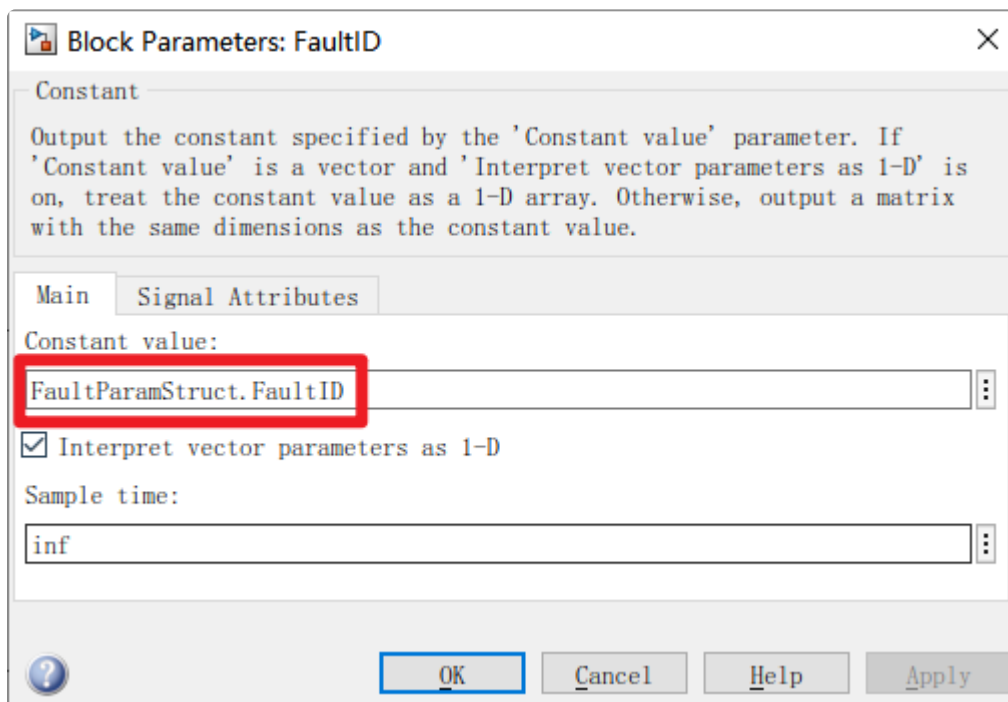 Block Parameters: FaultID
Constant
Output the constant specified by the 'Constant value' parameter. If
'Constant value' is a vector and 'Interpret vector parameters as 1-D' is
on, treat the constant value as a 1-D array. Otherwise, output a matrix
with the same dimensions as the constant value.
Main Signal Attributes
Constant value:
FaultParamStruct.FaultID
Interpret vector parameters as 1-D
Sample time:
inf
OK Cancel Help Apply